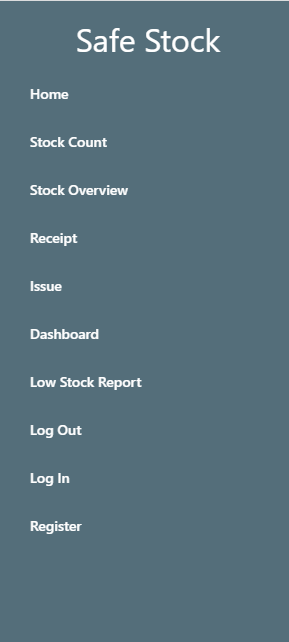 Safe Stock
Home
Stock Count
Stock Overview
Receipt
Issue
Dashboard
Low Stock Report
Log Out
Log In
Register